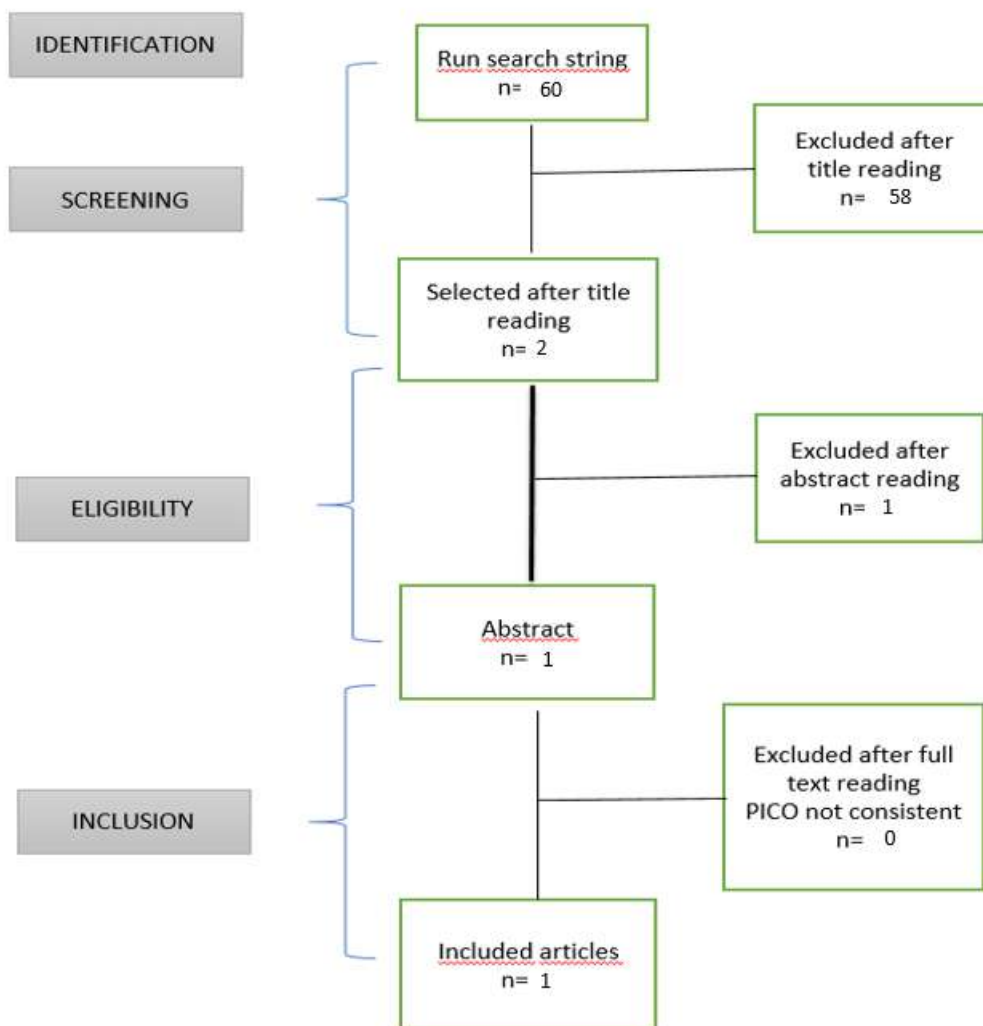 IDENTIFICATION
Run search string
n= 60
Excluded after
title reading
n= 58
SCREENING
Selected after title
reading
n= 2
Excluded after
abstract reading
n= 1
ELIGIBILITY
Abstract
n= 1
Excluded after full
text reading
PICO not consistent
n= 0
INCLUSION
Included articles
n= 1